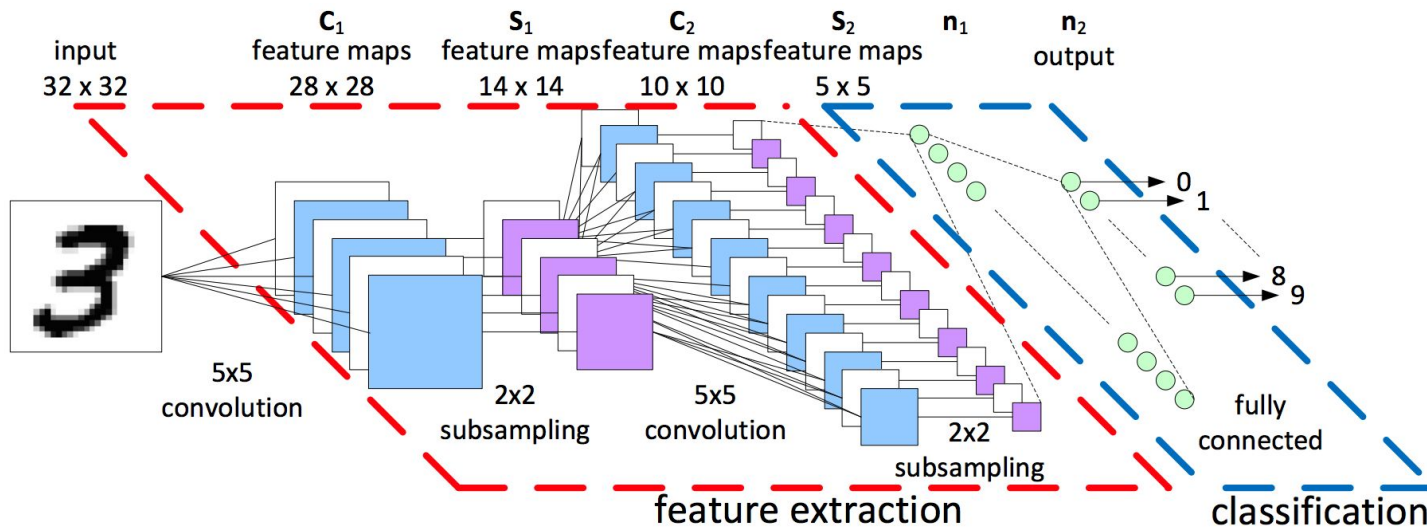 input
32 x 32
C₁
feature maps
28 x 28
S₁
feature maps
14 x 14
C₂
feature maps
10 x 10
S₂
feature maps
5 x 5
n₁
n₂
output
3
0
1
8
9
5x5
convolution
2x2
subsampling
5x5
convolution
2x2
subsampling
fully
connected
feature extraction
classification